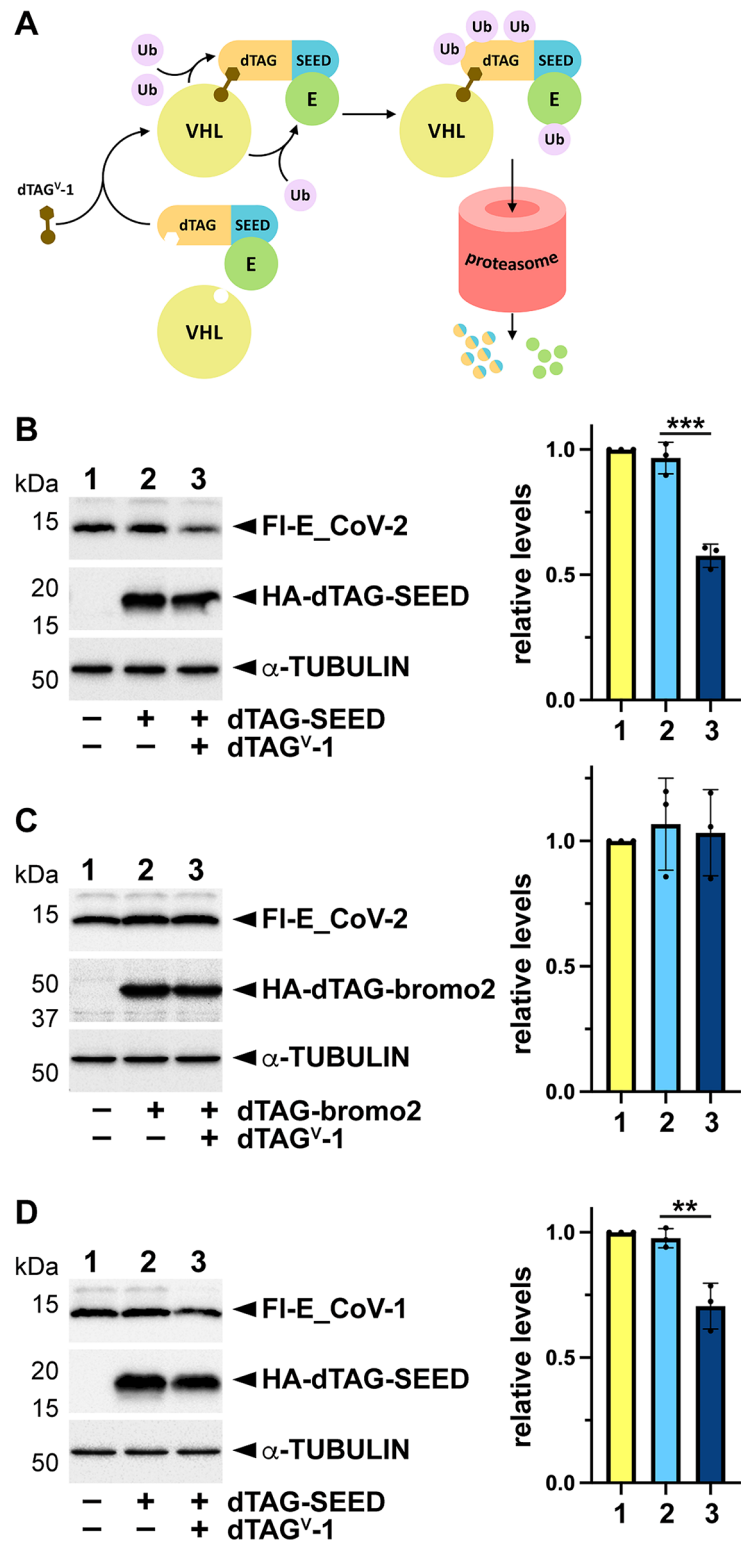 A
Ub
Ub
dTAG SEED
E
VHL
Ub
dTAGV-1
dTAG SEED
E
VHL
Ub Ub Ub
dTAG SEED
E
Ub
VHL
proteasome
B
kDa 1 2 3
15 Fl-E_CoV-2
20 HA-dTAG-SEED
15
50 α-TUBULIN
– + + dTAG-SEED
– – + dTAGV-1
***
1.0
0.5
0.0
relative levels
1 2 3
C
kDa 1 2 3
15 Fl-E_CoV-2
50 HA-dTAG-bromo2
37
50 α-TUBULIN
– + + dTAG-bromo2
– – + dTAGV-1
1.0
0.5
0.0
relative levels
1 2 3
D
kDa 1 2 3
15 Fl-E_CoV-1
20 HA-dTAG-SEED
15
50 α-TUBULIN
– + + dTAG-SEED
– – + dTAGV-1
**
1.0
0.5
0.0
relative levels
1 2 3